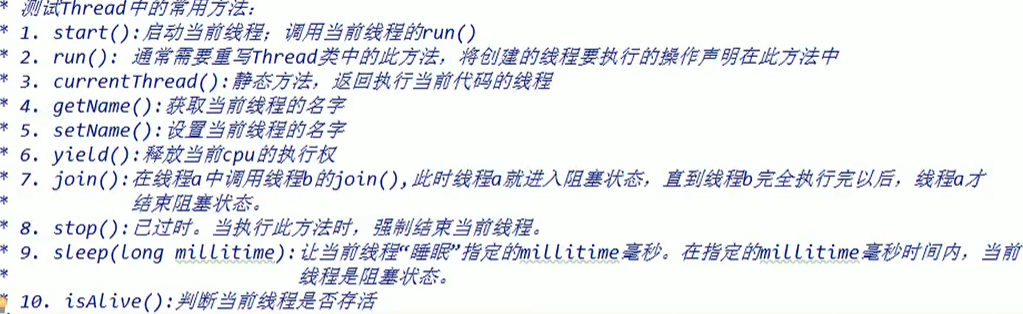 * 测试Thread中的常用方法：
* 1. start():启动当前线程；调用当前线程的run()
* 2. run(): 通常需要重写Thread类中的此方法，将创建的线程要执行的操作声明在此方法中
* 3. currentThread():静态方法，返回执行当前代码的线程
* 4. getName():获取当前线程的名字
* 5. setName():设置当前线程的名字
* 6. yield():释放当前cpu的执行权
* 7. join():在线程a中调用线程b的join(),此时线程a就进入阻塞状态，直到线程b完全执行完以后，线程a才
* 结束阻塞状态。
* 8. stop():已过时。当执行此方法时，强制结束当前线程。
* 9. sleep(long millitime):让当前线程“睡眠”指定的millitime毫秒。在指定的millitime毫秒时间内，当前
* 线程是阻塞状态。
* 10. isAlive():判断当前线程是否存活